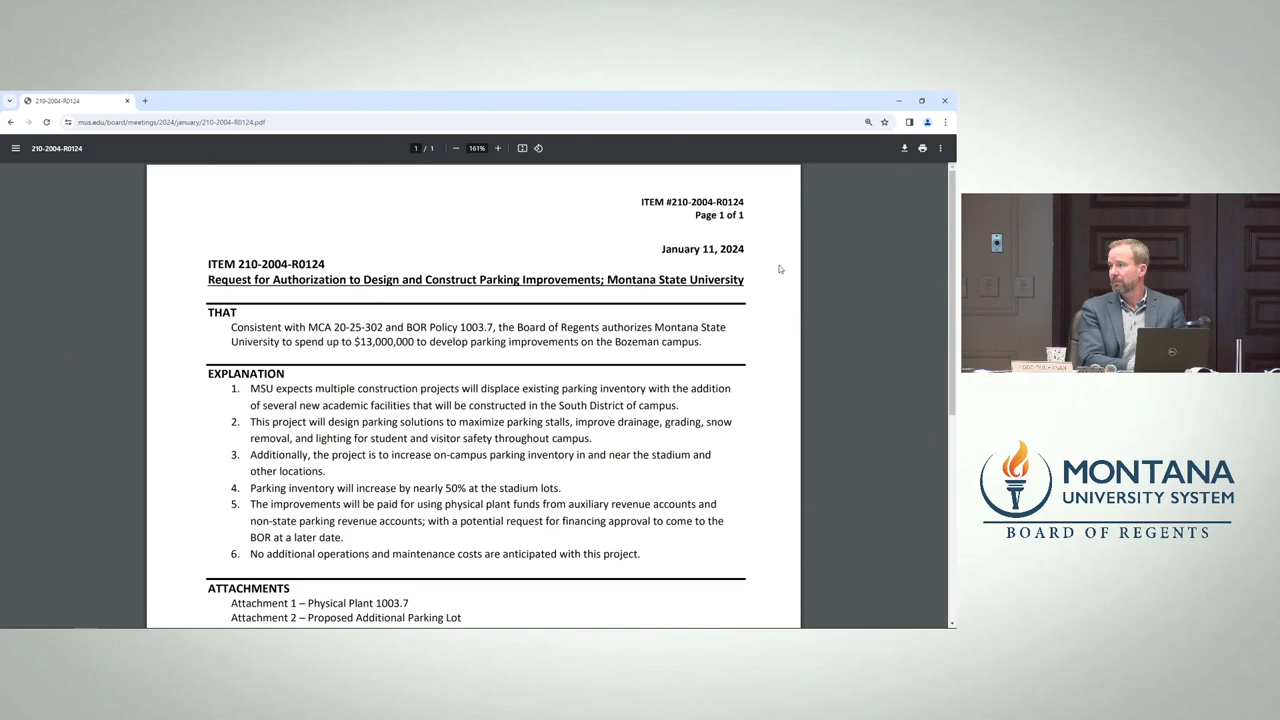 210-2004-R0124
mus.edu/board/meetings/2024/january/210-2004-R0124.pdf
210-2004-R0124
1 / 1
161%
ITEM #210-2004-R0124
Page 1 of 1
January 11, 2024
ITEM 210-2004-R0124
Request for Authorization to Design and Construct Parking Improvements; Montana State University
THAT
Consistent with MCA 20-25-302 and BOR Policy 1003.7, the Board of Regents authorizes Montana State
University to spend up to $13,000,000 to develop parking improvements on the Bozeman campus.
EXPLANATION
1. MSU expects multiple construction projects will displace existing parking inventory with the addition
of several new academic facilities that will be constructed in the South District of campus.
2. This project will design parking solutions to maximize parking stalls, improve drainage, grading, snow
removal, and lighting for student and visitor safety throughout campus.
3. Additionally, the project is to increase on-campus parking inventory in and near the stadium and
other locations.
4. Parking inventory will increase by nearly 50% at the stadium lots.
5. The improvements will be paid for using physical plant funds from auxiliary revenue accounts and
non-state parking revenue accounts; with a potential request for financing approval to come to the
BOR at a later date.
6. No additional operations and maintenance costs are anticipated with this project.
ATTACHMENTS
Attachment 1 – Physical Plant 1003.7
Attachment 2 – Proposed Additional Parking Lot
MONTANA
UNIVERSITY SYSTEM
BOARD OF REGENTS